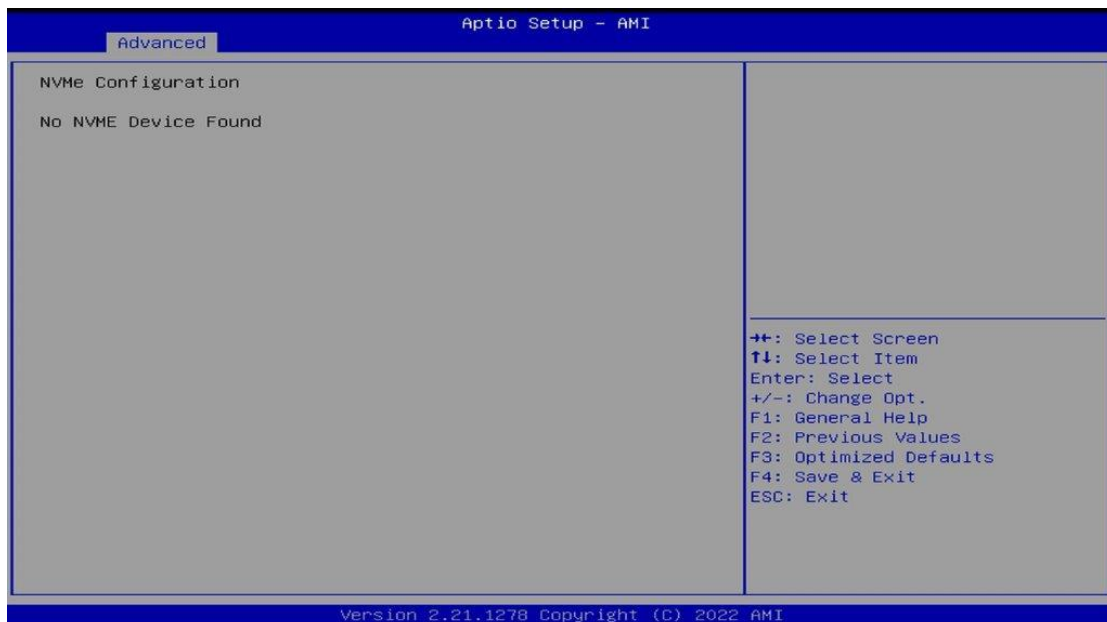 Aptio Setup – AMI
Advanced
NVMe Configuration
No NVME Device Found
→←: Select Screen
↑↓: Select Item
Enter: Select
+/-: Change Opt.
F1: General Help
F2: Previous Values
F3: Optimized Defaults
F4: Save & Exit
ESC: Exit
Version 2.21.1278 Copyright (C) 2022 AMI